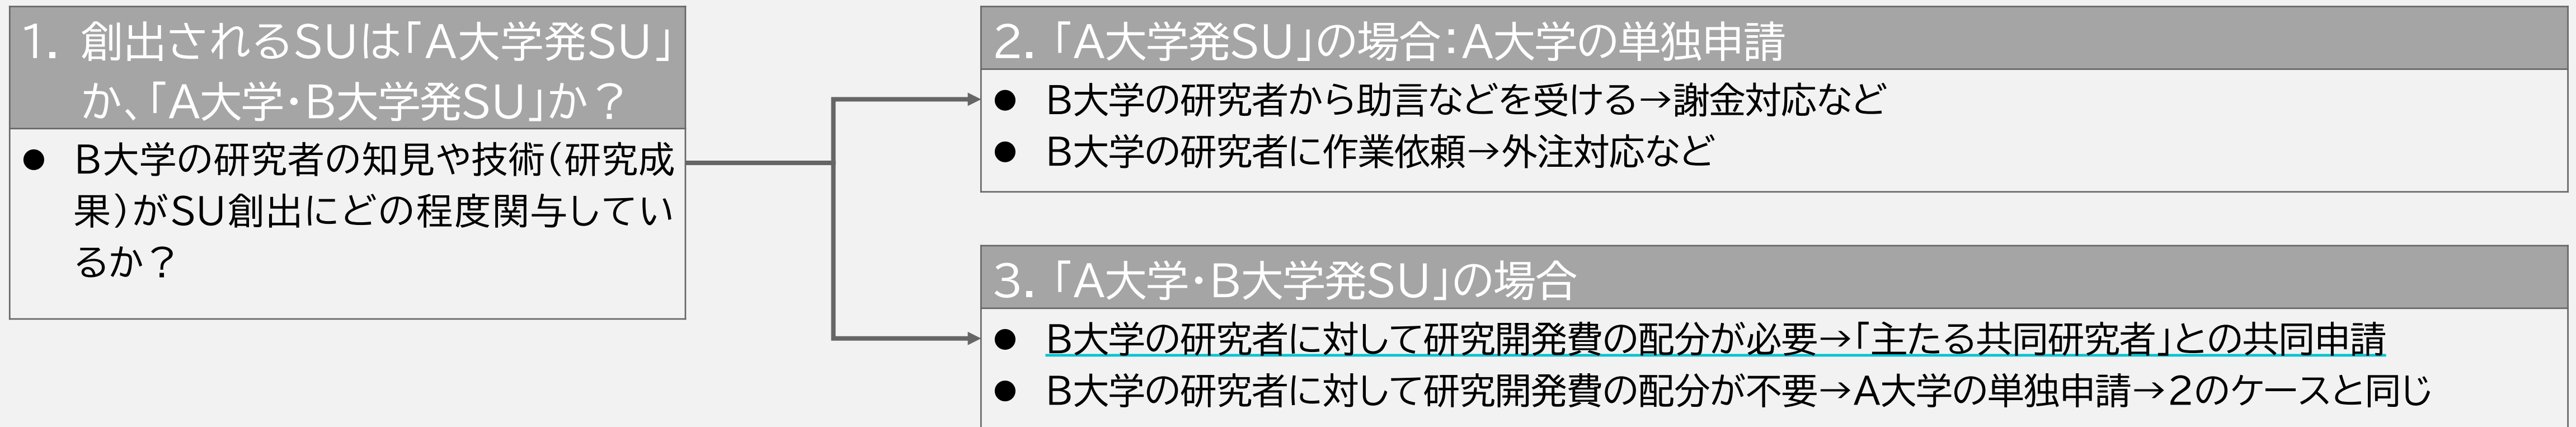 1. 創出されるSUは「A大学発SU」
か、「A大学・B大学発SU」か？
● B大学の研究者の知見や技術（研究成
果）がSU創出にどの程度関与してい
るか？
2. 「A大学発SU」の場合：A大学の単独申請
● B大学の研究者から助言などを受ける→謝金対応など
● B大学の研究者に作業依頼→外注対応など
3. 「A大学・B大学発SU」の場合
● B大学の研究者に対して研究開発費の配分が必要→「主たる共同研究者」との共同申請
● B大学の研究者に対して研究開発費の配分が不要→A大学の単独申請→2のケースと同じ